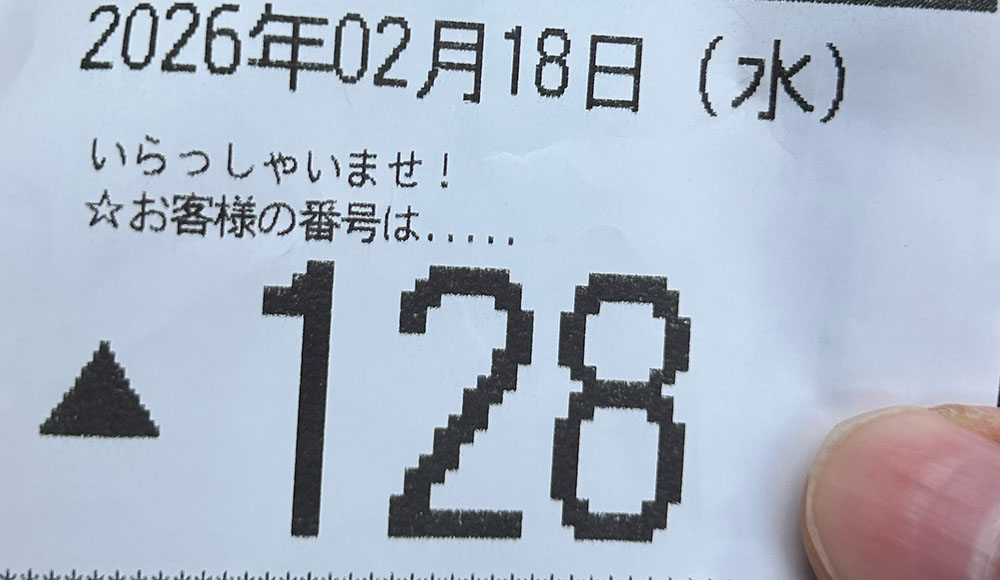 2026年02月18日（水）
いらっしゃいませ！
☆お客様の番号は......
▲128